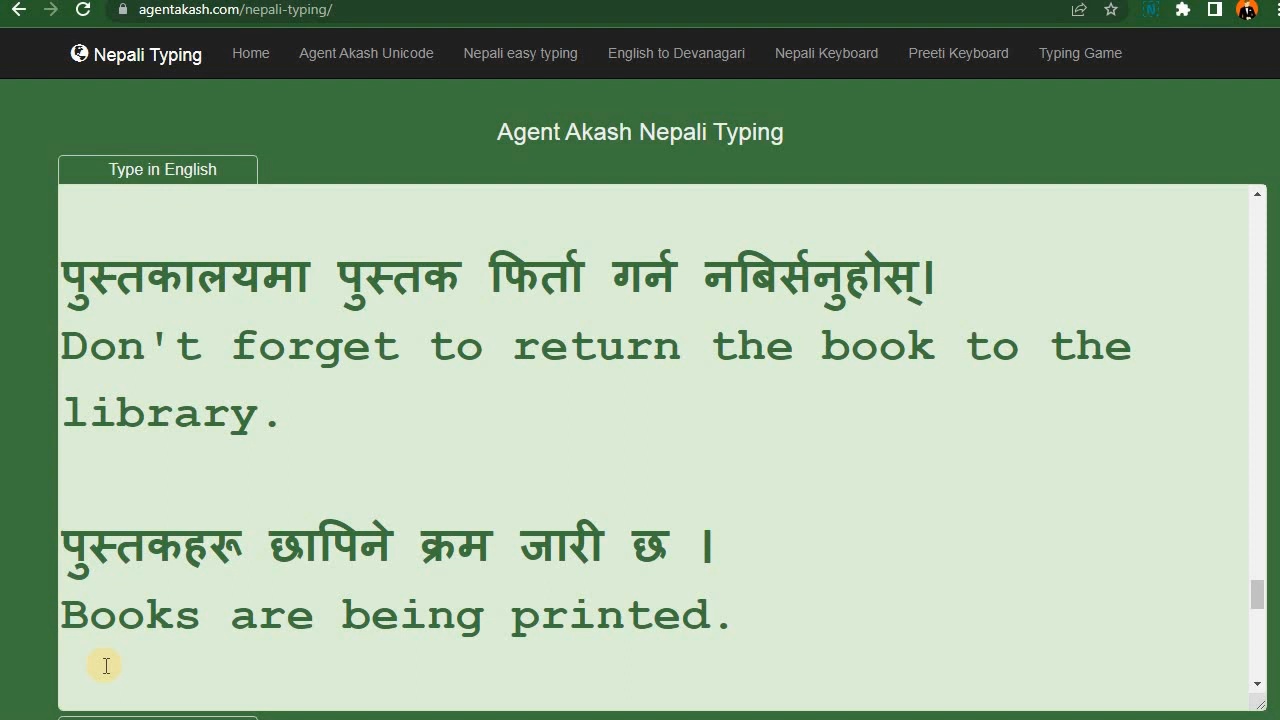 agentakash.com/nepali-typing/
Nepali Typing Home Agent Akash Unicode Nepali easy typing English to Devanagari Nepali Keyboard Preeti Keyboard Typing Game
Agent Akash Nepali Typing
Type in English
पुस्तकालयमा पुस्तक फिर्ता गर्न नबिर्सनुहोस्|
Don't forget to return the book to the
library.
पुस्तकहरू छापिने क्रम जारी छ |
Books are being printed.